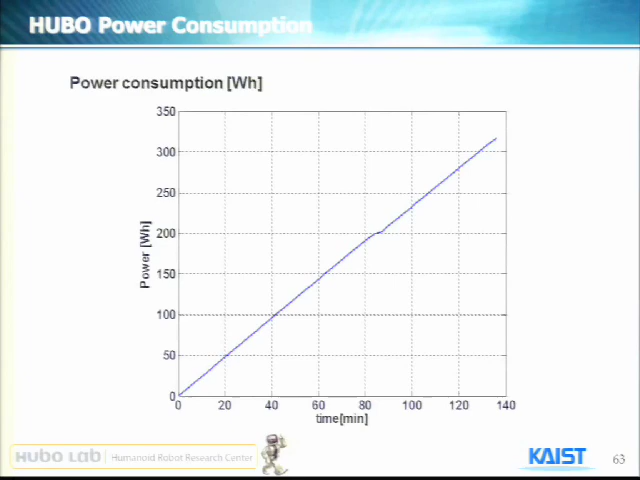 HUBO Power Consumption
Power consumption [Wh]
350
300
250
200
150
100
50
0
Power [Wh]
0 20 40 60 80 100 120 140
time[min]
HUBO LAB Humanoid Robot Research Center
KAIST
63